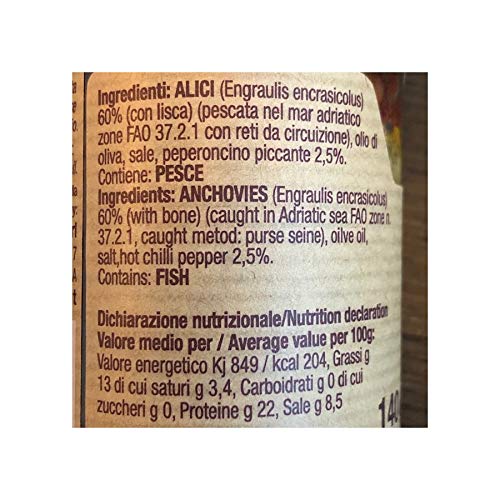 Ingredienti: ALICI (Engraulis encrasicolus)
60% (con lisca) (pescata nel mar adriatico
zone FAO 37.2.1 con reti da circuizione), olio di
oliva, sale, peperoncino piccante 2,5%.
Contiene: PESCE
Ingredients: ANCHOVIES (Engraulis encrasicolus)
60% (with bone) (caught in Adriatic sea FAO zone n.
37.2.1, caught metod: purse seine), olive oil,
salt,hot chilli pepper 2,5%.
Contains: FISH
Dichiarazione nutrizionale/Nutrition declaration
Valore medio per / Average value per 100g:
Valore energetico Kj 849 / kcal 204, Grassi g
13 di cui saturi g 3,4, Carboidrati g 0 di cui
zuccheri g 0, Proteine g 22, Sale g 8,5